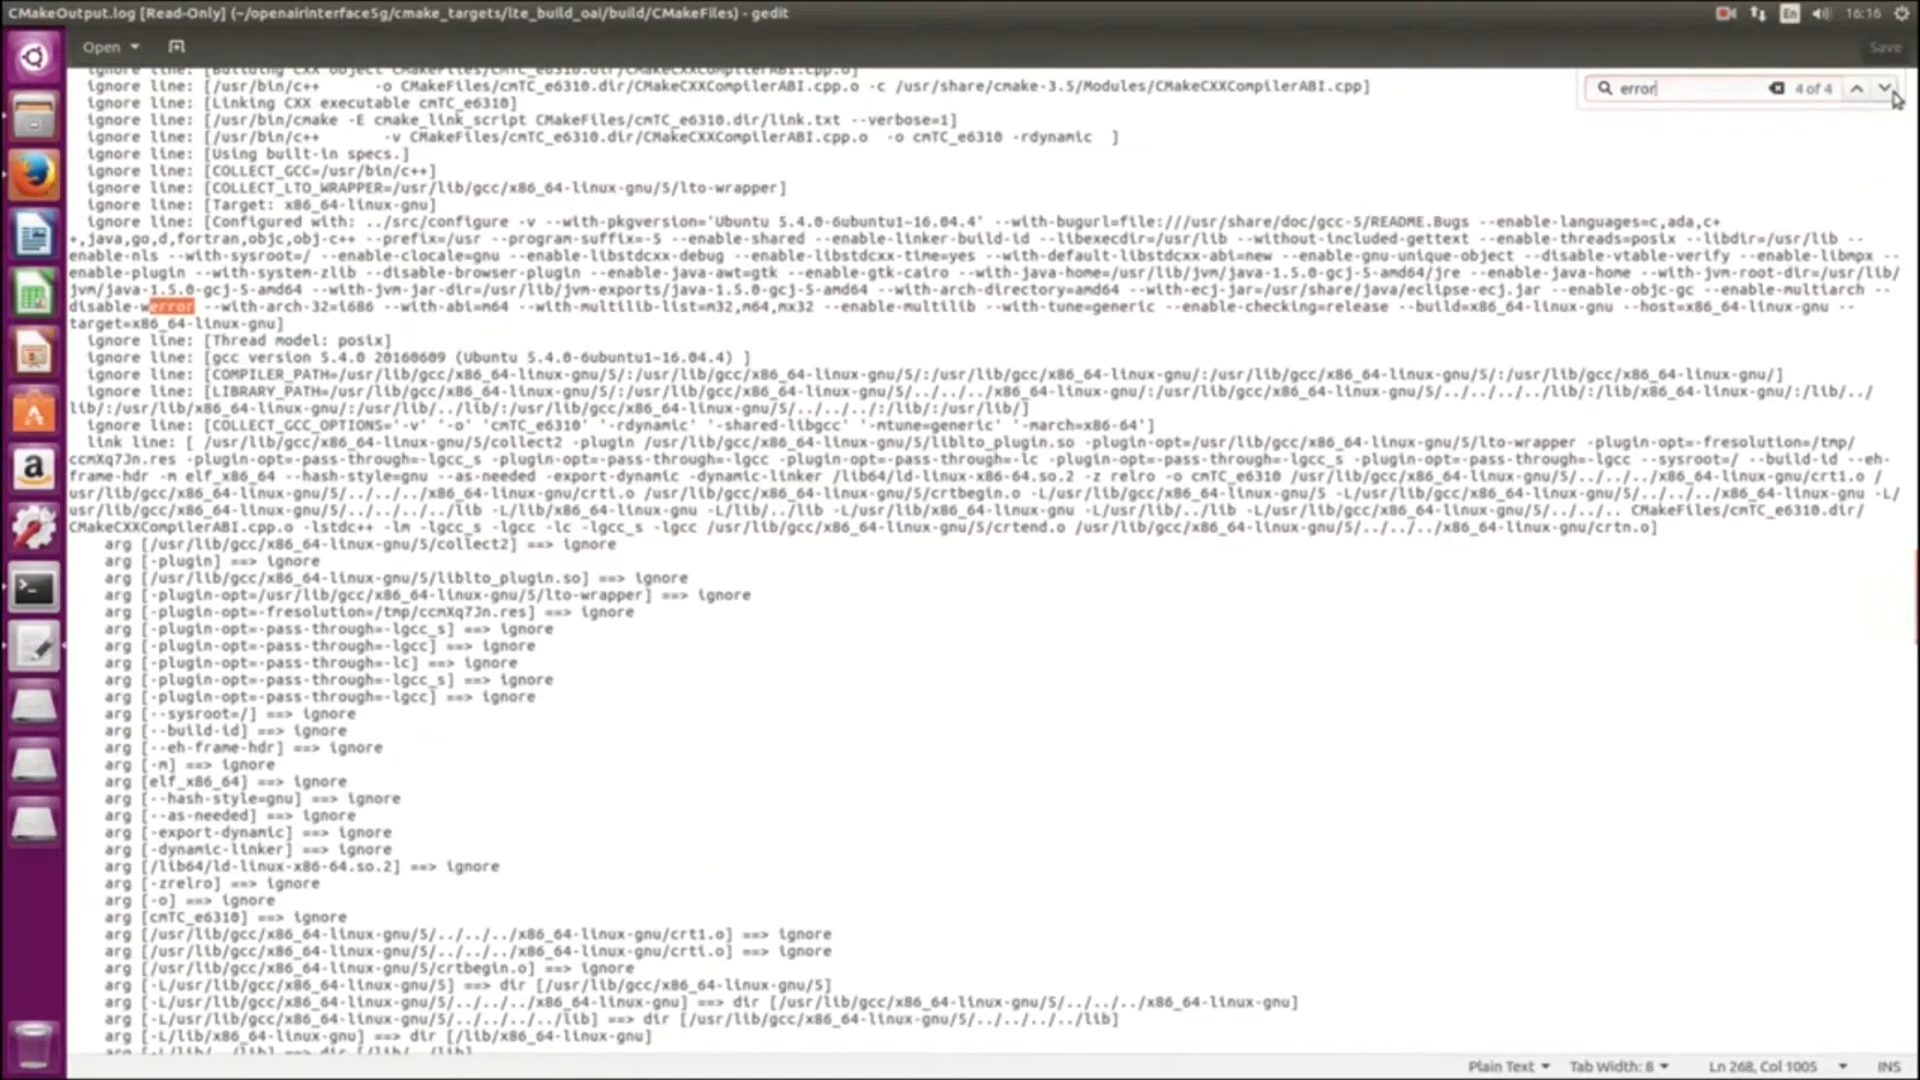 CMakeOutput.log [Read-Only] (~/openairinterface5g/cmake_targets/lte_build_oai/build/CMakeFiles) - gedit
En
16:16
Open
Save
error
4 of 4
ignore line: [Building CXX object CMakeFiles/cmTC_e6310.dir/CMakeCXXCompilerABI.cpp.o]
ignore line: [/usr/bin/c++ -o CMakeFiles/cmTC_e6310.dir/CMakeCXXCompilerABI.cpp.o -c /usr/share/cmake-3.5/Modules/CMakeCXXCompilerABI.cpp]
ignore line: [Linking CXX executable cmTC_e6310]
ignore line: [/usr/bin/cmake -E cmake_link_script CMakeFiles/cmTC_e6310.dir/link.txt --verbose=1]
ignore line: [/usr/bin/c++ -v CMakeFiles/cmTC_e6310.dir/CMakeCXXCompilerABI.cpp.o -o cmTC_e6310 -rdynamic ]
ignore line: [Using built-in specs.]
ignore line: [COLLECT_GCC=/usr/bin/c++]
ignore line: [COLLECT_LTO_WRAPPER=/usr/lib/gcc/x86_64-linux-gnu/5/lto-wrapper]
ignore line: [Target: x86_64-linux-gnu]
ignore line: [Configured with: ../src/configure -v --with-pkgversion='Ubuntu 5.4.0-6ubuntu1~16.04.4' --with-bugurl=file:///usr/share/doc/gcc-5/README.Bugs --enable-languages=c,ada,c+
+,java,go,d,fortran,objc,obj-c++ --prefix=/usr --program-suffix=-5 --enable-shared --enable-linker-build-id --libexecdir=/usr/lib --without-included-gettext --enable-threads=posix --libdir=/usr/lib --
enable-nls --with-sysroot=/ --enable-clocale=gnu --enable-libstdcxx-debug --enable-libstdcxx-time=yes --with-default-libstdcxx-abi=new --enable-gnu-unique-object --disable-vtable-verify --enable-libmpx --
enable-plugin --with-system-zlib --disable-browser-plugin --enable-java-awt=gtk --enable-gtk-cairo --with-java-home=/usr/lib/jvm/java-1.5.0-gcj-5-amd64/jre --enable-java-home --with-jvm-root-dir=/usr/lib/
jvm/java-1.5.0-gcj-5-amd64 --with-jvm-jar-dir=/usr/lib/jvm-exports/java-1.5.0-gcj-5-amd64 --with-arch-directory=amd64 --with-ecj-jar=/usr/share/java/eclipse-ecj.jar --enable-objc-gc --enable-multiarch --
disable-werror --with-arch-32=i686 --with-abi=m64 --with-multilib-list=m32,m64,mx32 --enable-multilib --with-tune=generic --enable-checking=release --build=x86_64-linux-gnu --host=x86_64-linux-gnu --
target=x86_64-linux-gnu]
ignore line: [Thread model: posix]
ignore line: [gcc version 5.4.0 20160609 (Ubuntu 5.4.0-6ubuntu1~16.04.4) ]
ignore line: [COMPILER_PATH=/usr/lib/gcc/x86_64-linux-gnu/5/:/usr/lib/gcc/x86_64-linux-gnu/5/:/usr/lib/gcc/x86_64-linux-gnu/:/usr/lib/gcc/x86_64-linux-gnu/5/:/usr/lib/gcc/x86_64-linux-gnu/]
ignore line: [LIBRARY_PATH=/usr/lib/gcc/x86_64-linux-gnu/5/:/usr/lib/gcc/x86_64-linux-gnu/5/../../../x86_64-linux-gnu/:/usr/lib/gcc/x86_64-linux-gnu/5/../../../../lib/:/lib/x86_64-linux-gnu/:/lib/../
lib/:/usr/lib/x86_64-linux-gnu/:/usr/lib/../lib/:/usr/lib/gcc/x86_64-linux-gnu/5/../../../:/lib/:/usr/lib/]
ignore line: [COLLECT_GCC_OPTIONS='-v' '-o' 'cmTC_e6310' '-rdynamic' '-shared-libgcc' '-mtune=generic' '-march=x86-64']
link line: [ /usr/lib/gcc/x86_64-linux-gnu/5/collect2 -plugin /usr/lib/gcc/x86_64-linux-gnu/5/liblto_plugin.so -plugin-opt=/usr/lib/gcc/x86_64-linux-gnu/5/lto-wrapper -plugin-opt=-fresolution=/tmp/
ccmXq7Jn.res -plugin-opt=-pass-through=-lgcc_s -plugin-opt=-pass-through=-lgcc -plugin-opt=-pass-through=-lc -plugin-opt=-pass-through=-lgcc_s -plugin-opt=-pass-through=-lgcc --sysroot=/ --build-id --eh-
frame-hdr -m elf_x86_64 --hash-style=gnu --as-needed -export-dynamic -dynamic-linker /lib64/ld-linux-x86-64.so.2 -z relro -o cmTC_e6310 /usr/lib/gcc/x86_64-linux-gnu/5/../../../x86_64-linux-gnu/crt1.o /
usr/lib/gcc/x86_64-linux-gnu/5/../../../x86_64-linux-gnu/crti.o /usr/lib/gcc/x86_64-linux-gnu/5/crtbegin.o -L/usr/lib/gcc/x86_64-linux-gnu/5 -L/usr/lib/gcc/x86_64-linux-gnu/5/../../../x86_64-linux-gnu -L/
usr/lib/gcc/x86_64-linux-gnu/5/../../../../lib -L/lib/x86_64-linux-gnu -L/lib/../lib -L/usr/lib/x86_64-linux-gnu -L/usr/lib/../lib -L/usr/lib/gcc/x86_64-linux-gnu/5/../../.. CMakeFiles/cmTC_e6310.dir/
CMakeCXXCompilerABI.cpp.o -lstdc++ -lm -lgcc_s -lgcc -lc -lgcc_s -lgcc /usr/lib/gcc/x86_64-linux-gnu/5/crtend.o /usr/lib/gcc/x86_64-linux-gnu/5/../../../x86_64-linux-gnu/crtn.o]
arg [/usr/lib/gcc/x86_64-linux-gnu/5/collect2] ==> ignore
arg [-plugin] ==> ignore
arg [/usr/lib/gcc/x86_64-linux-gnu/5/liblto_plugin.so] ==> ignore
arg [-plugin-opt=/usr/lib/gcc/x86_64-linux-gnu/5/lto-wrapper] ==> ignore
arg [-plugin-opt=-fresolution=/tmp/ccmXq7Jn.res] ==> ignore
arg [-plugin-opt=-pass-through=-lgcc_s] ==> ignore
arg [-plugin-opt=-pass-through=-lgcc] ==> ignore
arg [-plugin-opt=-pass-through=-lc] ==> ignore
arg [-plugin-opt=-pass-through=-lgcc_s] ==> ignore
arg [-plugin-opt=-pass-through=-lgcc] ==> ignore
arg [--sysroot=/] ==> ignore
arg [--build-id] ==> ignore
arg [--eh-frame-hdr] ==> ignore
arg [-m] ==> ignore
arg [elf_x86_64] ==> ignore
arg [--hash-style=gnu] ==> ignore
arg [--as-needed] ==> ignore
arg [-export-dynamic] ==> ignore
arg [-dynamic-linker] ==> ignore
arg [/lib64/ld-linux-x86-64.so.2] ==> ignore
arg [-zrelro] ==> ignore
arg [-o] ==> ignore
arg [cmTC_e6310] ==> ignore
arg [/usr/lib/gcc/x86_64-linux-gnu/5/../../../x86_64-linux-gnu/crt1.o] ==> ignore
arg [/usr/lib/gcc/x86_64-linux-gnu/5/../../../x86_64-linux-gnu/crti.o] ==> ignore
arg [/usr/lib/gcc/x86_64-linux-gnu/5/crtbegin.o] ==> ignore
arg [-L/usr/lib/gcc/x86_64-linux-gnu/5] ==> dir [/usr/lib/gcc/x86_64-linux-gnu/5]
arg [-L/usr/lib/gcc/x86_64-linux-gnu/5/../../../x86_64-linux-gnu] ==> dir [/usr/lib/gcc/x86_64-linux-gnu/5/../../../x86_64-linux-gnu]
arg [-L/usr/lib/gcc/x86_64-linux-gnu/5/../../../../lib] ==> dir [/usr/lib/gcc/x86_64-linux-gnu/5/../../../../lib]
arg [-L/lib/x86_64-linux-gnu] ==> dir [/lib/x86_64-linux-gnu]
arg [-L/lib/../lib] ==> dir [/lib/../lib]
Plain Text
Tab Width: 8
Ln 268, Col 1005
INS